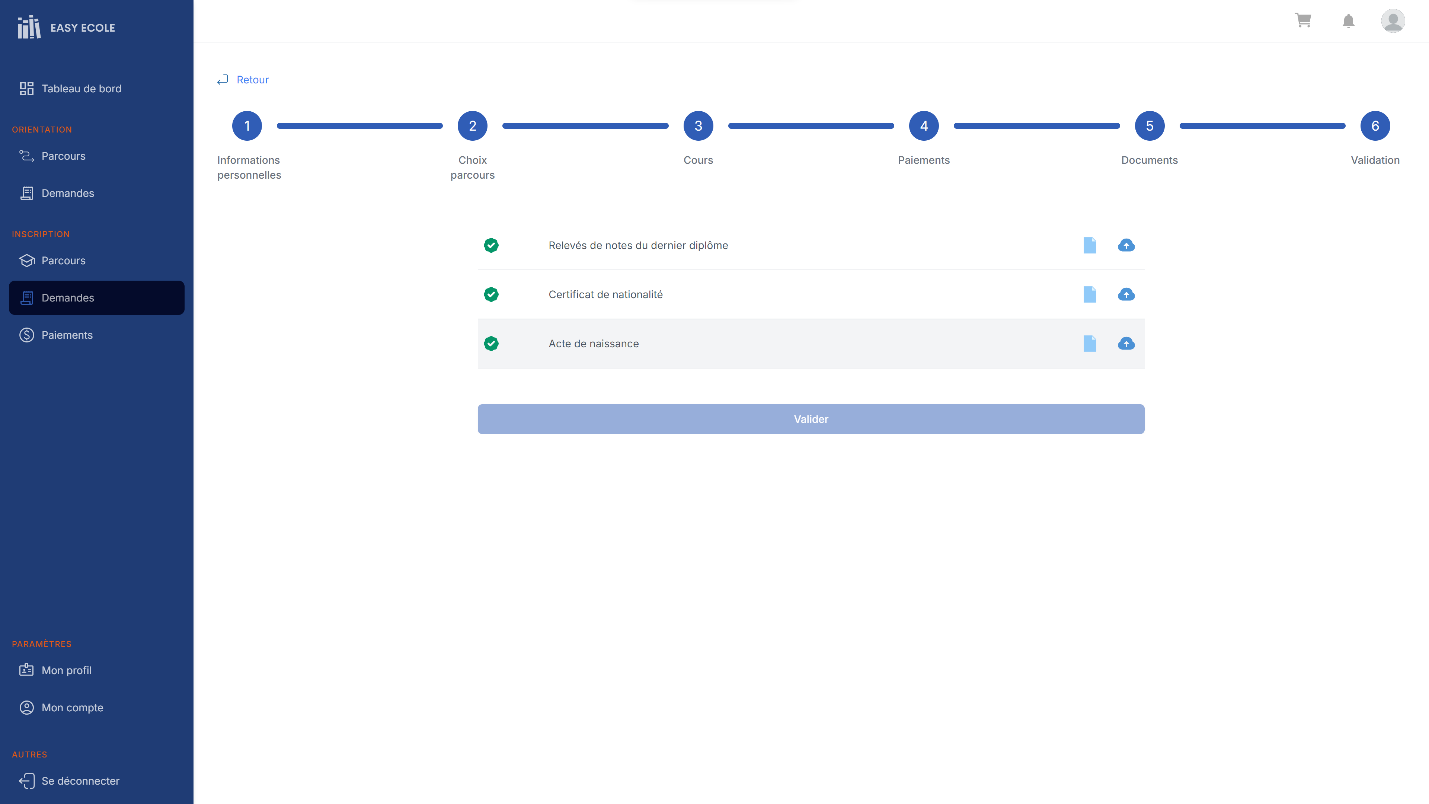 EASY ECOLE
Tableau de bord
ORIENTATION
Parcours
Demandes
INSCRIPTION
Parcours
Demandes
Paiements
PARAMÈTRES
Mon profil
Mon compte
AUTRES
Se déconnecter
Retour
1
2
3
4
5
6
Informations
personnelles
Choix
parcours
Cours
Paiements
Documents
Validation
Relevés de notes du dernier diplôme
Certificat de nationalité
Acte de naissance
Valider